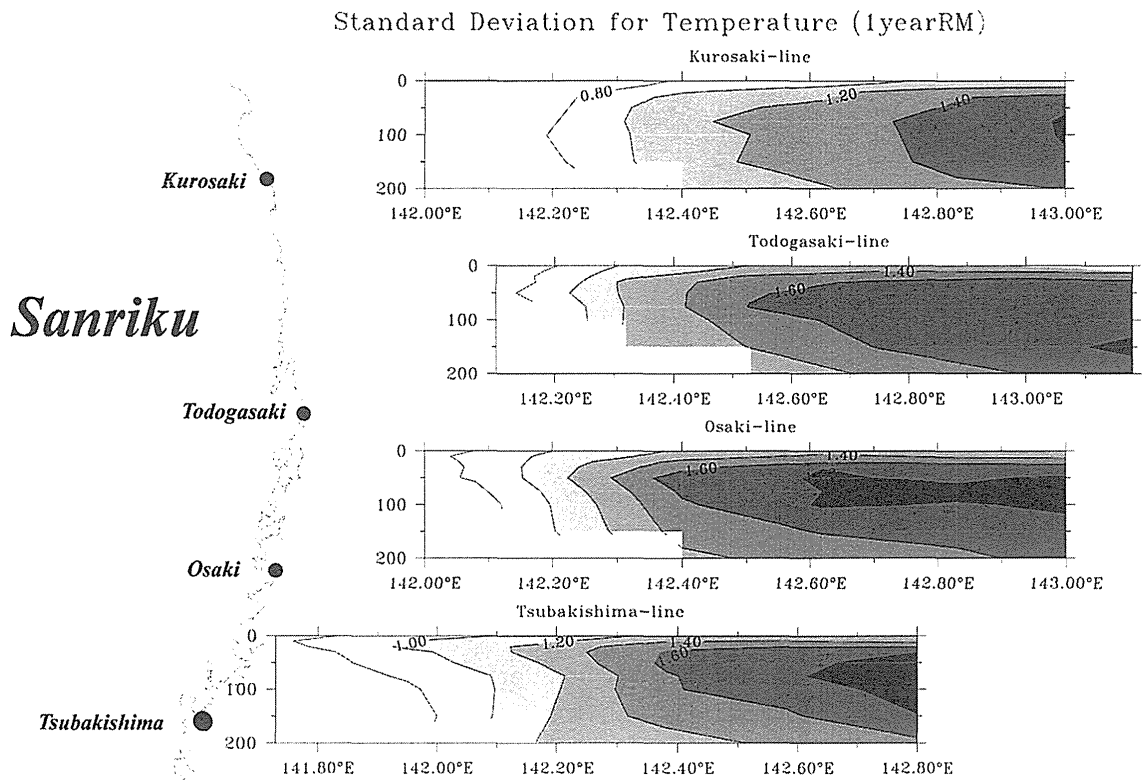 Standard Deviation for Temperature (1yearRM)
Kurosaki-line
0
100
200
0.80
1.20
1.40
142.00°E 142.20°E 142.40°E 142.60°E 142.80°E 143.00°E
Kurosaki
Todogasaki-line
0
100
200
1.40
1.60
142.20°E 142.40°E 142.60°E 142.80°E 143.00°E
Sanriku
Todogasaki
Osaki-line
0
100
200
1.40
1.60
142.00°E 142.20°E 142.40°E 142.60°E 142.80°E 143.00°E
Osaki
Tsubakishima-line
0
100
200
1.00
1.20
1.40
1.60
141.80°E 142.00°E 142.20°E 142.40°E 142.60°E 142.80°E
Tsubakishima